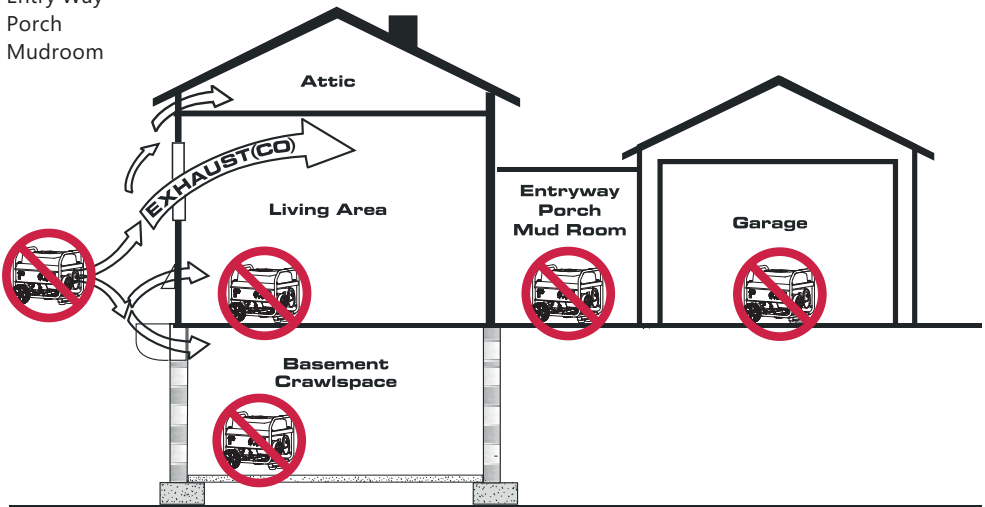 Porch
Mudroom
Attic
EXHAUST(CO)
Living Area
Entryway
Porch
Mud Room
Garage
Basement
Crawlspace